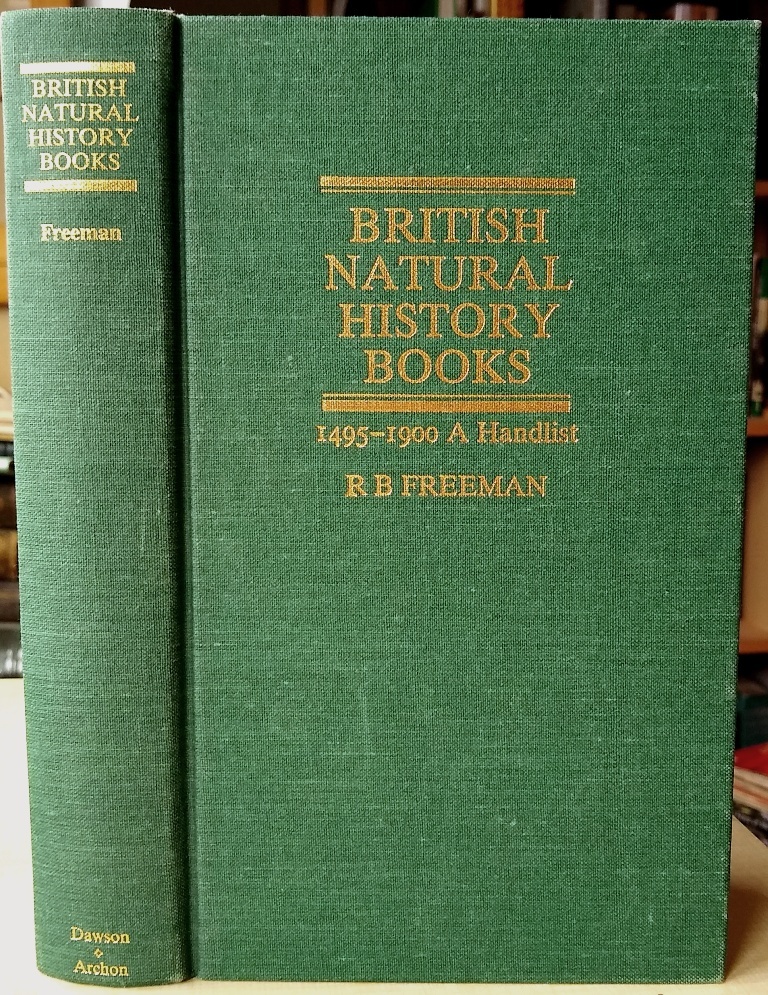 BRITISH
NATURAL
HISTORY
BOOKS
Freeman
Dawson
Archon
BRITISH
NATURAL
HISTORY
BOOKS
1495–1900 A Handlist
R B FREEMAN